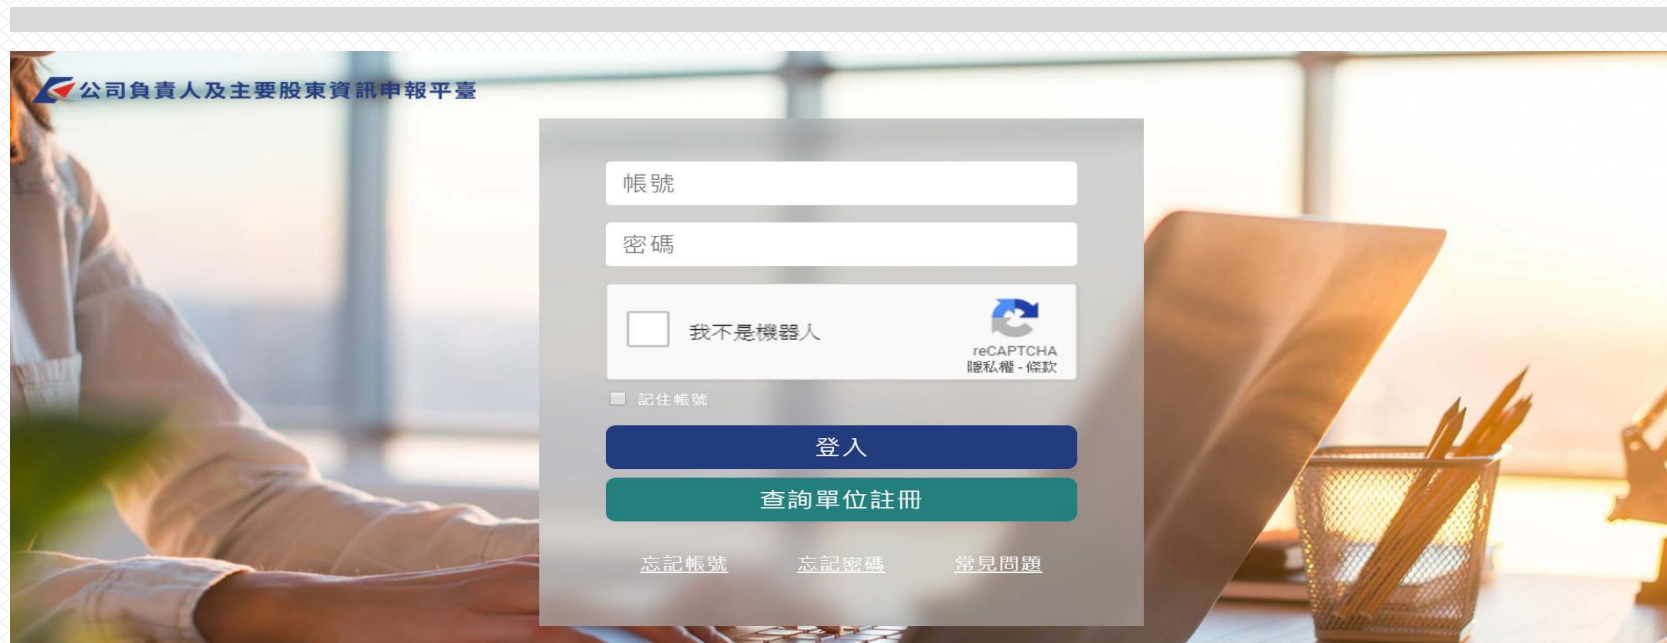 公司負責人及主要股東資訊申報平臺
帳號
密碼
我不是機器人
reCAPTCHA
隱私權 - 條款
記住帳號
登入
查詢單位註冊
忘記帳號 忘記密碼 常見問題